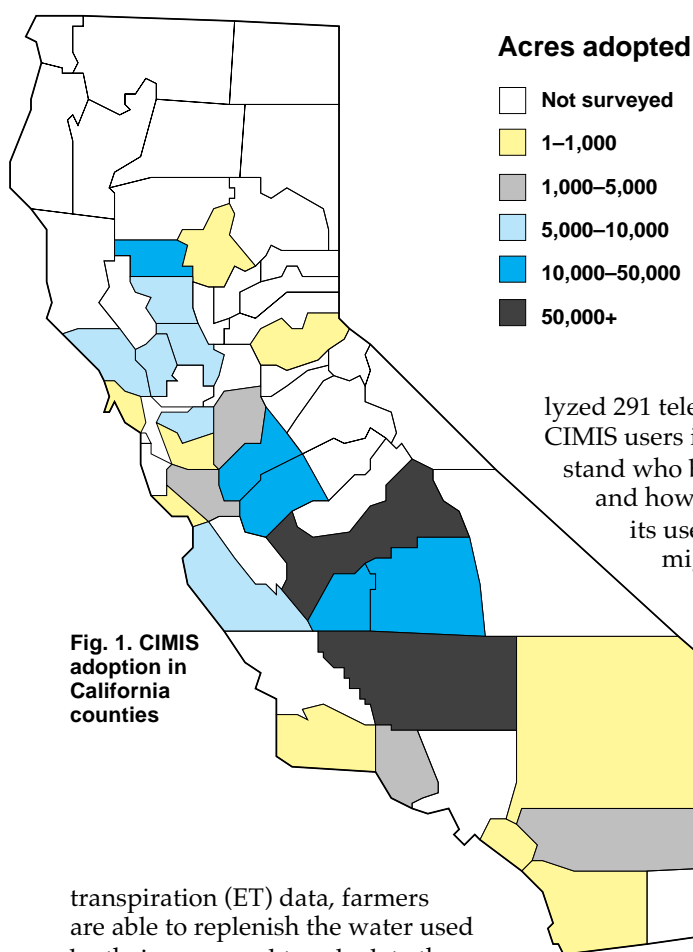 Acres adopted
Not surveyed
1–1,000
1,000–5,000
5,000–10,000
10,000–50,000
50,000+
lyzed 291 tele
CIMIS users i
stand who
and how
its use
mi
Fig. 1. CIMIS
adoption in
California
counties
transpiration (ET) data, farmers
are able to replenish the water used